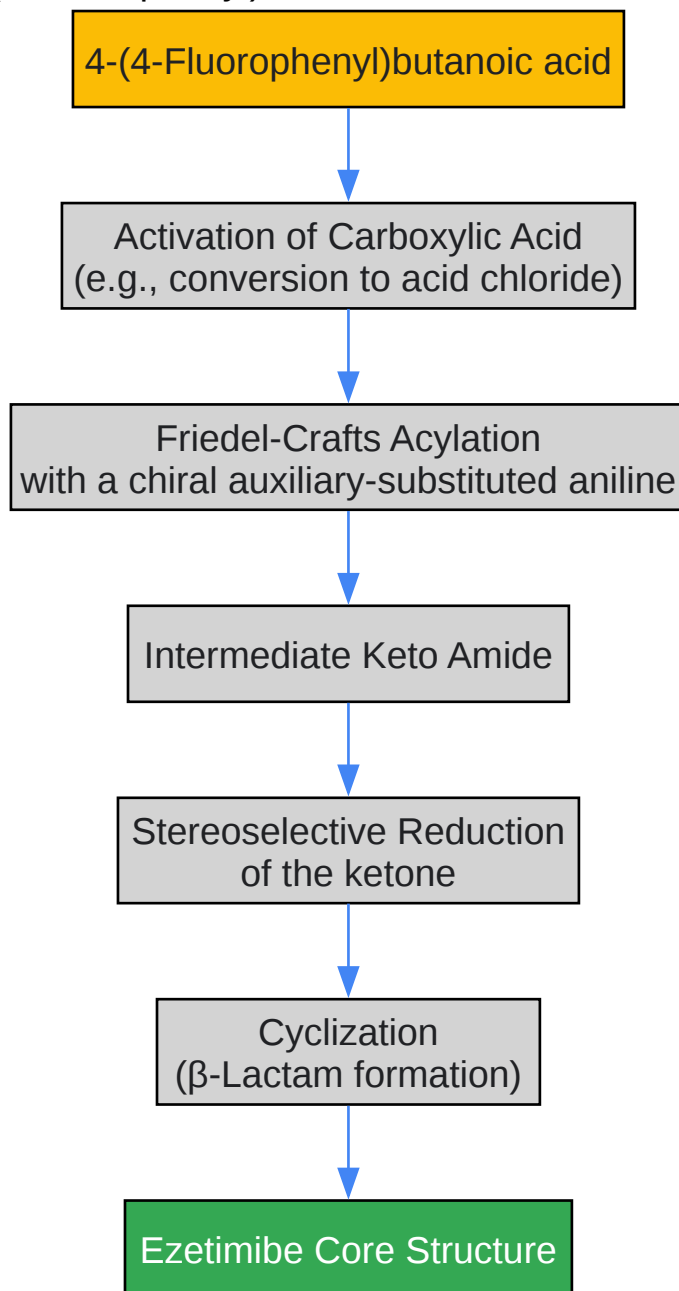 4-(4-Fluorophenyl)butanoic acid
Activation of Carboxylic Acid
(e.g., conversion to acid chloride)
Friedel-Crafts Acylation
with a chiral auxiliary-substituted aniline
Intermediate Keto Amide
Stereoselective Reduction
of the ketone
Cyclization
(β-Lactam formation)
Ezetimibe Core Structure